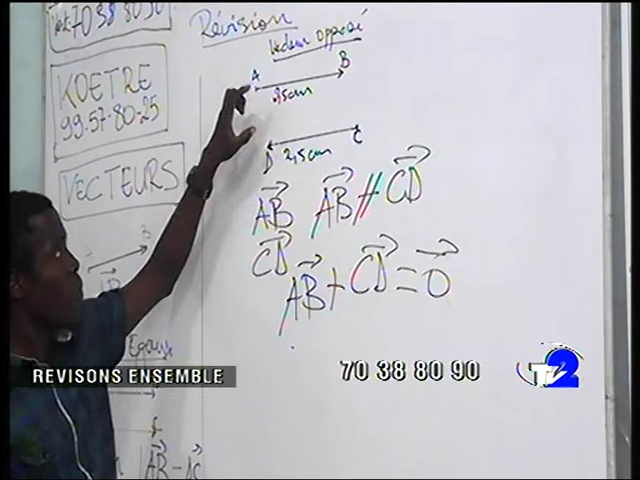 70 38 80 90
KOETRE
99-57-80-25
VECTEURS
B
Révision
Vecteur opposé
A B
2,5cm
D C
2,5cm
AB AB // CD
CD
AB + CD = O
AB - AC
REVISONS ENSEMBLE
70 38 80 90
TV2